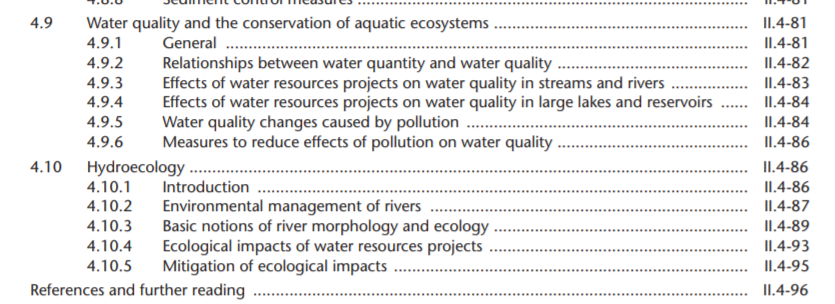 4.8.8 Sediment control measures ........ II.4-81
4.9 Water quality and the conservation of aquatic ecosystems ........ II.4-81
4.9.1 General ........ II.4-81
4.9.2 Relationships between water quantity and water quality ........ II.4-82
4.9.3 Effects of water resources projects on water quality in streams and rivers ........ II.4-83
4.9.4 Effects of water resources projects on water quality in large lakes and reservoirs ...... II.4-84
4.9.5 Water quality changes caused by pollution ........ II.4-84
4.9.6 Measures to reduce effects of pollution on water quality ........ II.4-86
4.10 Hydroecology ........ II.4-86
4.10.1 Introduction ........ II.4-86
4.10.2 Environmental management of rivers ........ II.4-87
4.10.3 Basic notions of river morphology and ecology ........ II.4-89
4.10.4 Ecological impacts of water resources projects ........ II.4-93
4.10.5 Mitigation of ecological impacts ........ II.4-95
References and further reading ........ II.4-96